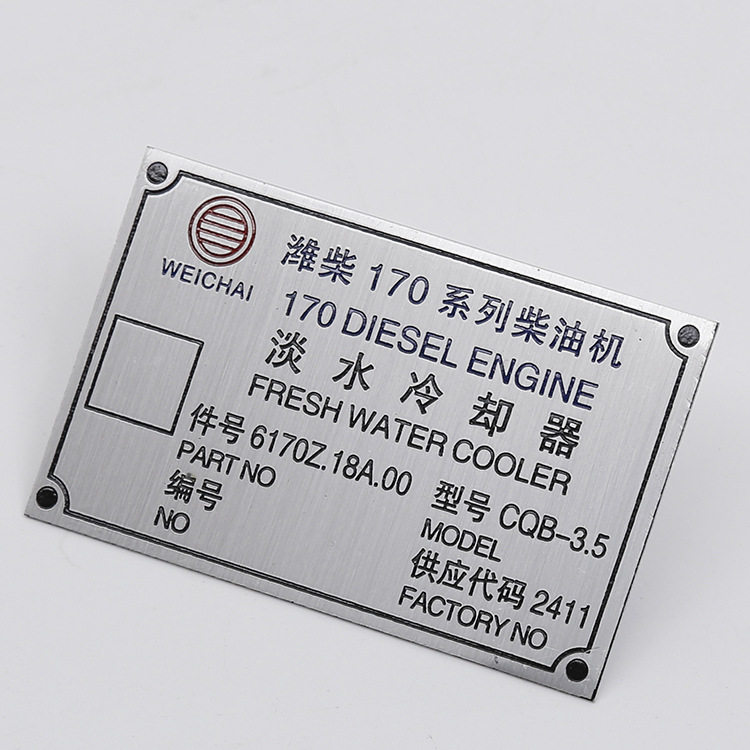 WEICHAI
潍柴 170 系列柴油机
170 DIESEL ENGINE
淡水冷却器
FRESH WATER COOLER
件号 6170Z.18A.00
PART NO
型号 CQB-3.5
MODEL
编号
NO
供应代码 2411
FACTORY NO